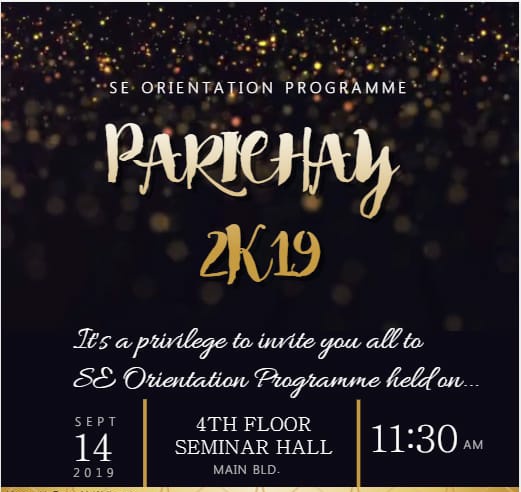 SE ORIENTATION PROGRAMME
PARICHAY
2K19
It's a privilege to invite you all to
SE Orientation Programme held on...
SEPT
14
2019
4TH FLOOR
SEMINAR HALL
MAIN BLD.
11:30 AM